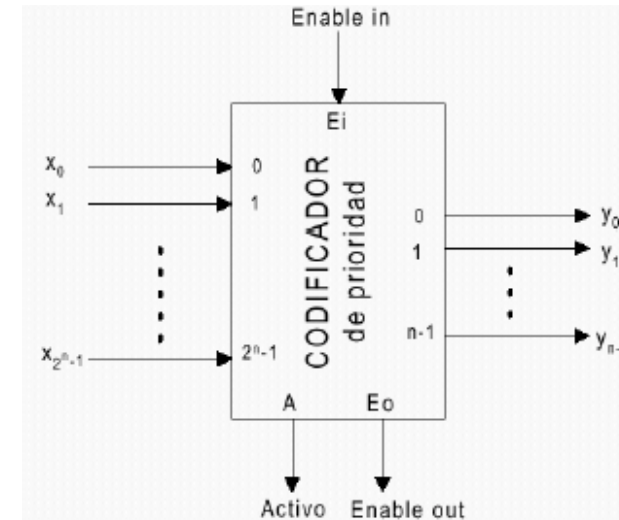 Enable in
Ei
x₀
0
x₁
1
CODIFICADOR
de prioridad
0
y₀
1
y₁
x₂ⁿ₋₁
2ⁿ-1
n-1
yₙ₋
A
Eo
Activo
Enable out